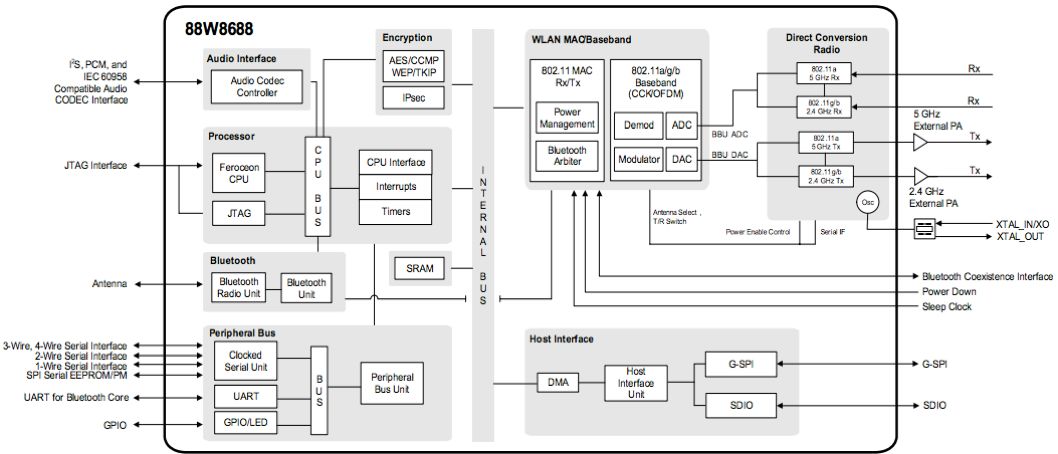 88W8688
Audio Interface
Audio Codec
Controller
Encryption
AES/CCMP
WEP/TKIP
IPsec
WLAN MAC/Baseband
802.11 MAC
Rx/Tx
Power
Management
Bluetooth
Arbiter
802.11a/g/b
Baseband
(CCK/OFDM)
Demod
ADC
Modulator
DAC
BBU ADC
BBU DAC
Direct Conversion
Radio
802.11a
5 GHz Rx
802.11g/b
2.4 GHz Rx
802.11a
5 GHz Tx
802.11g/b
2.4 GHz Tx
Osc
Rx
Rx
5 GHz
External PA
Tx
Tx
2.4 GHz
External PA
XTAL_IN/XO
XTAL_OUT
I²S, PCM, and
IEC 60958
Compatible Audio
CODEC Interface
JTAG Interface
Processor
Feroceon
CPU
JTAG
CPU BUS
CPU Interface
Interrupts
Timers
INTERNAL BUS
SRAM
Antenna Select ,
T/R Switch
Power Enable Control
Serial IF
Bluetooth
Bluetooth
Radio Unit
Bluetooth
Unit
Antenna
Bluetooth Coexistence Interface
Power Down
Sleep Clock
3-Wire, 4-Wire Serial Interface
2-Wire Serial Interface
1-Wire Serial Interface
SPI Serial EEPROM/PM
UART for Bluetooth Core
GPIO
Peripheral Bus
Clocked
Serial Unit
UART
GPIO/LED
BUS
Peripheral
Bus Unit
Host Interface
DMA
Host
Interface
Unit
G-SPI
SDIO
G-SPI
SDIO